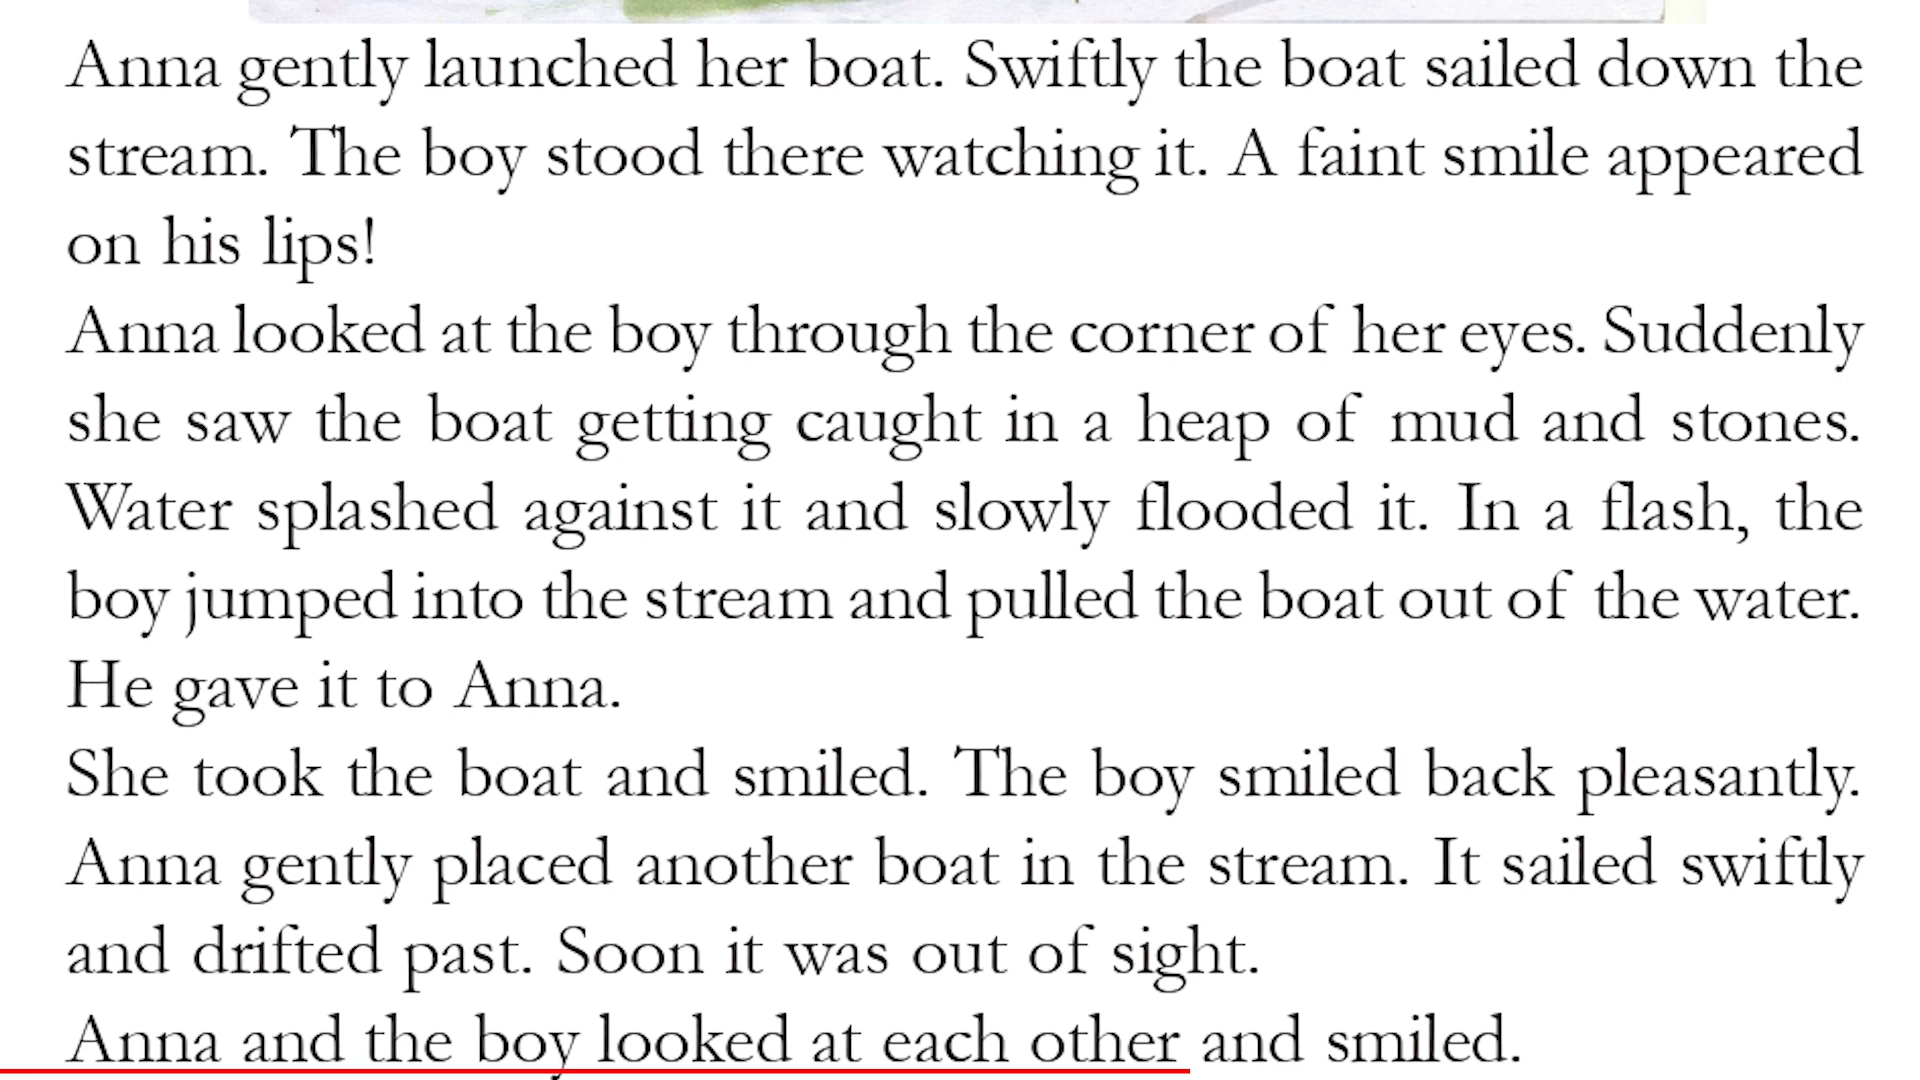 Anna gently launched her boat. Swiftly the boat sailed down the
stream. The boy stood there watching it. A faint smile appeared
on his lips!
Anna looked at the boy through the corner of her eyes. Suddenly
she saw the boat getting caught in a heap of mud and stones.
Water splashed against it and slowly flooded it. In a flash, the
boy jumped into the stream and pulled the boat out of the water.
He gave it to Anna.
She took the boat and smiled. The boy smiled back pleasantly.
Anna gently placed another boat in the stream. It sailed swiftly
and drifted past. Soon it was out of sight.
Anna and the boy looked at each other and smiled.